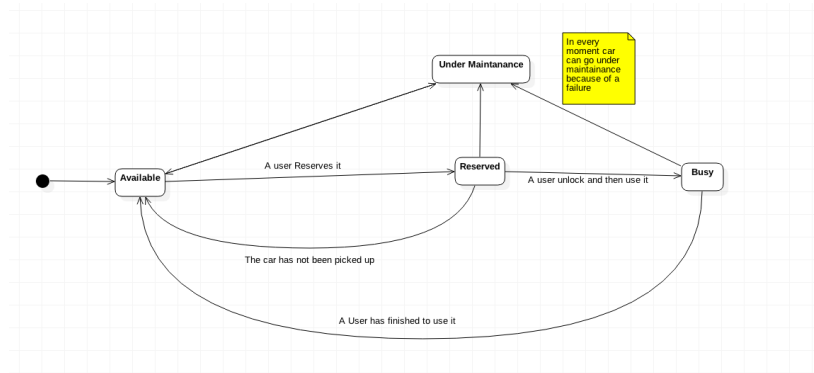 In every
moment car
can go under
maintainance
because of a
failure
Under Maintanance
A user Reserves it
Reserved
Available
Busy
A user unlock and then use it
The car has not been picked up
A User has finished to use it